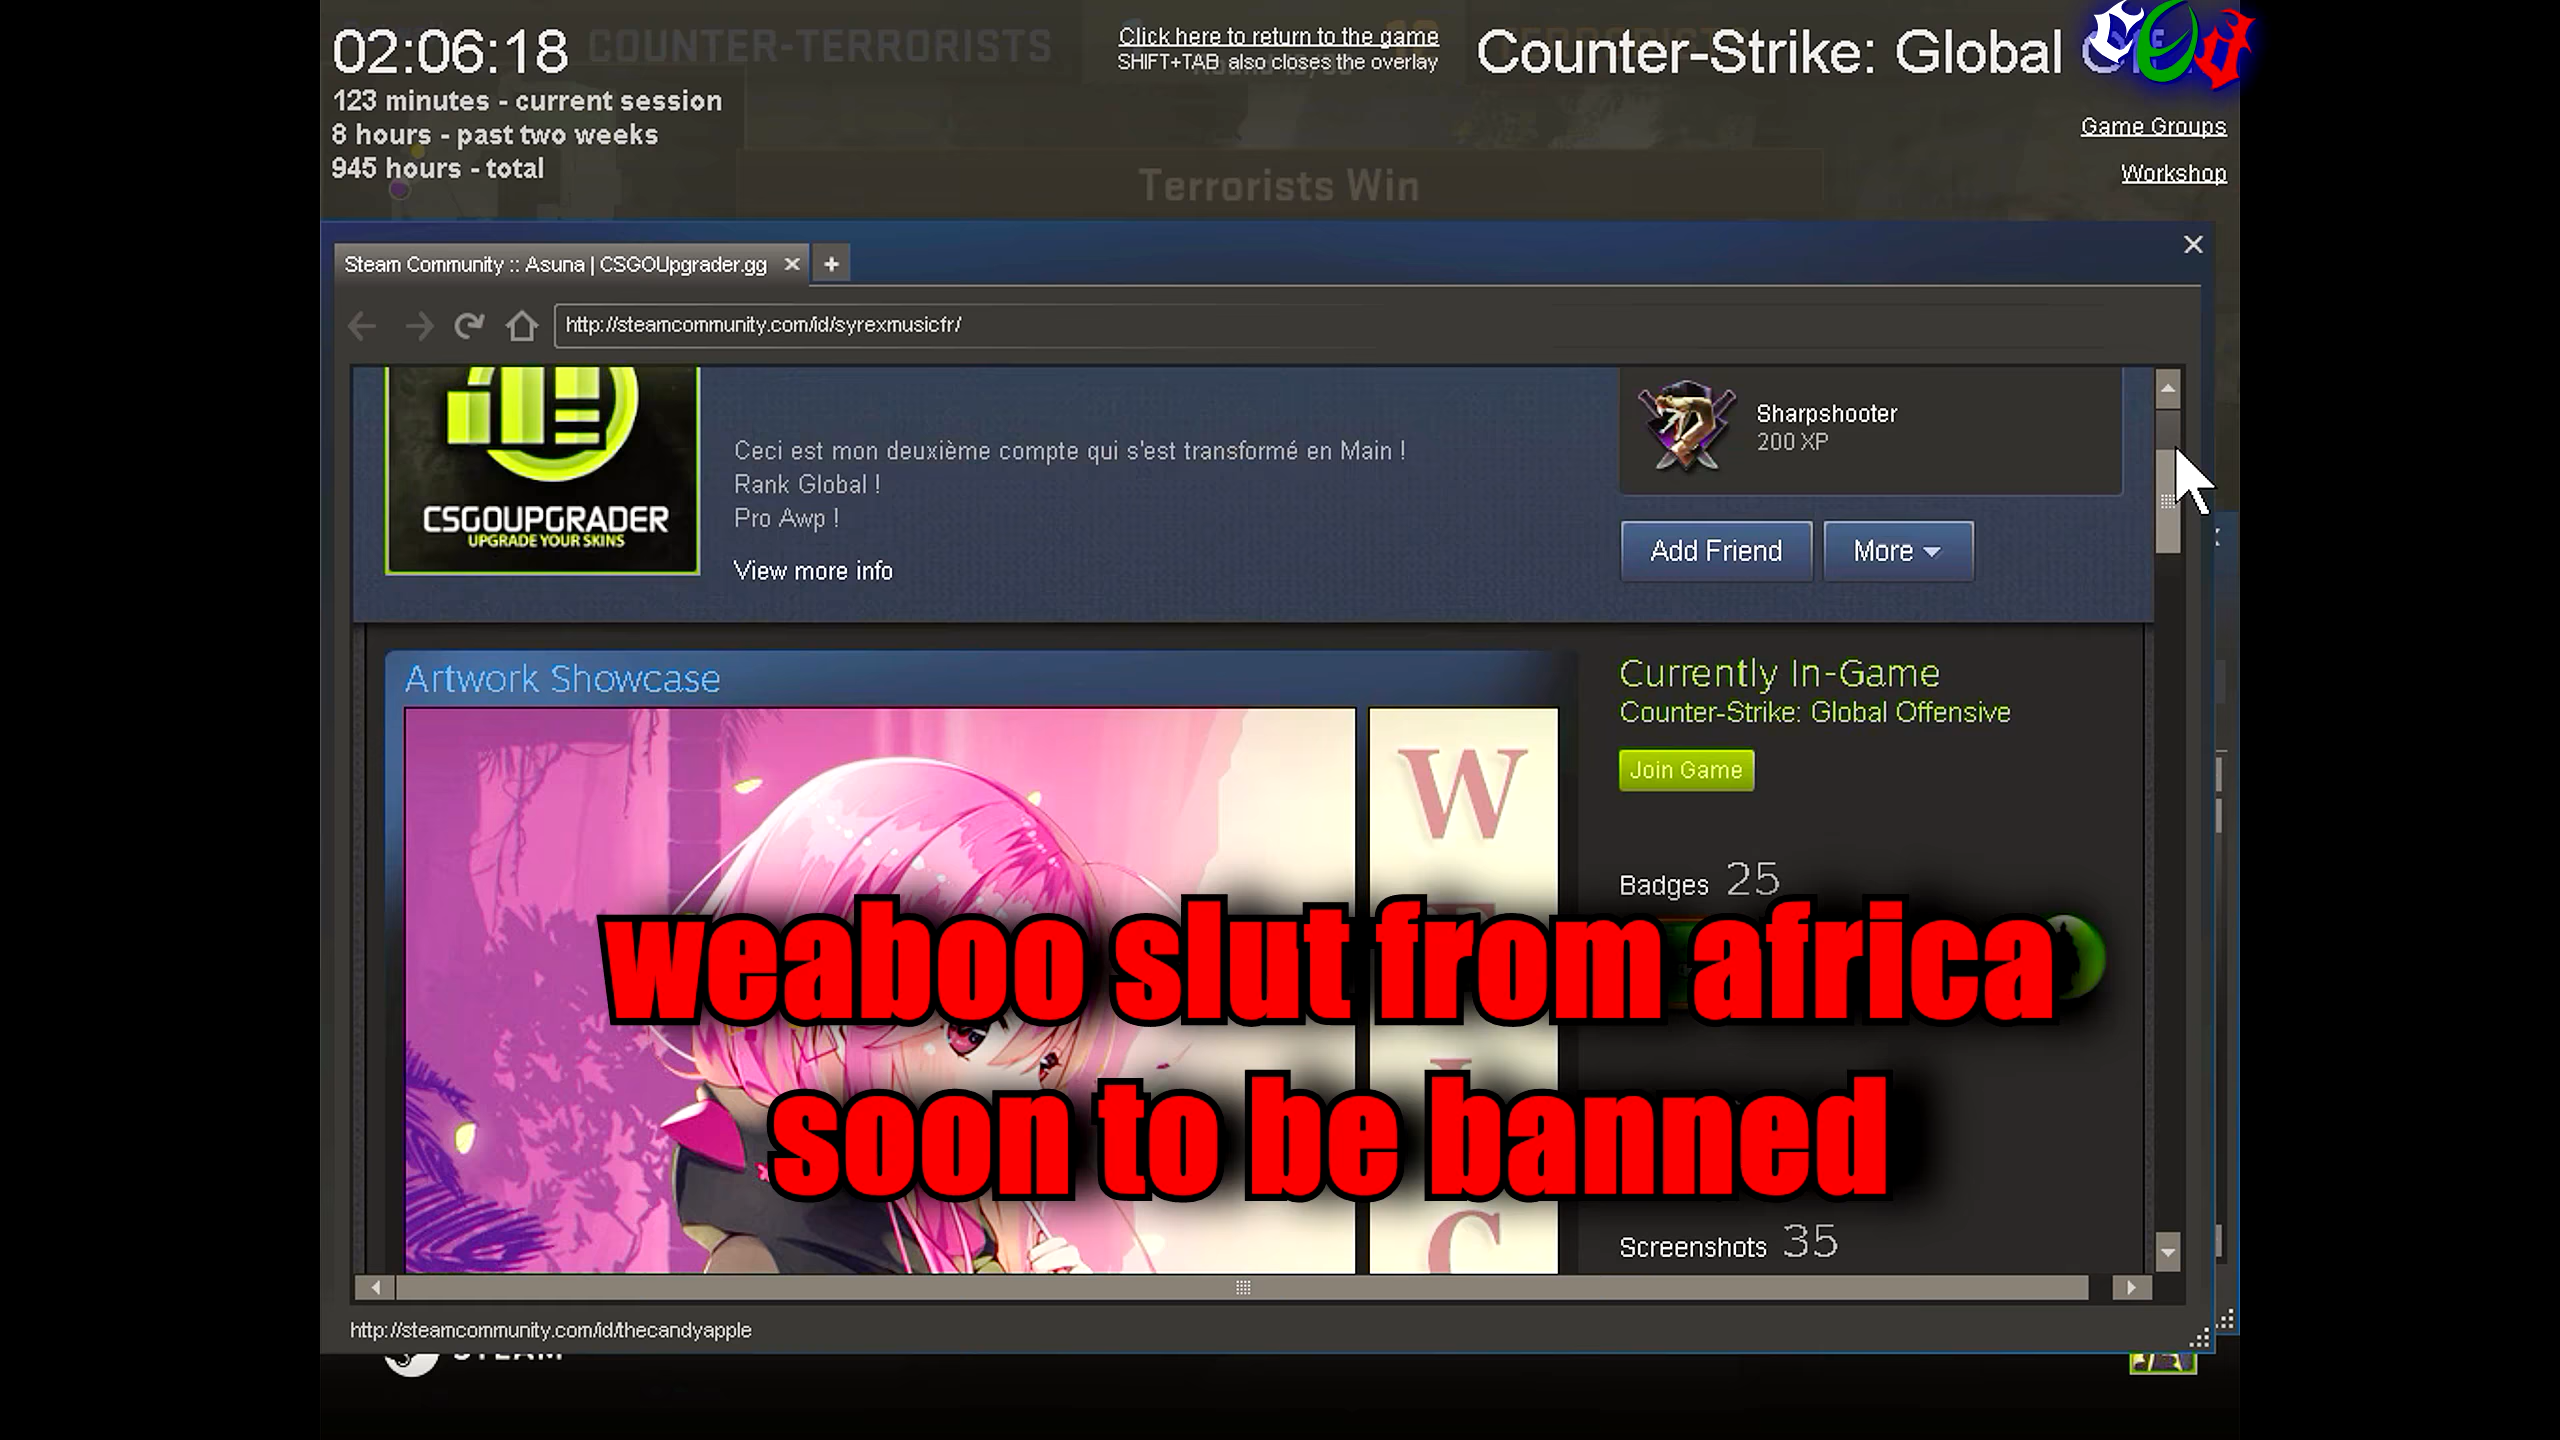 02:06:18
COUNTER-TERRORISTS
Click here to return to the game
SHIFT+TAB also closes the overlay
Counter-Strike: Global
123 minutes - current session
8 hours - past two weeks
945 hours - total
Game Groups
Workshop
Terrorists Win
Steam Community :: Asuna | CSGOUpgrader.gg
http://steamcommunity.com/id/syrexmusicfr/
CSGOUPGRADER
UPGRADE YOUR SKINS
Ceci est mon deuxième compte qui s'est transformé en Main !
Rank Global !
Pro Awp !
View more info
Sharpshooter
200 XP
Add Friend
More
Artwork Showcase
Currently In-Game
Counter-Strike: Global Offensive
Join Game
W
Badges 25
weaboo slut from africa
soon to be banned
C
Screenshots 35
http://steamcommunity.com/id/thecandyapple
STEAM